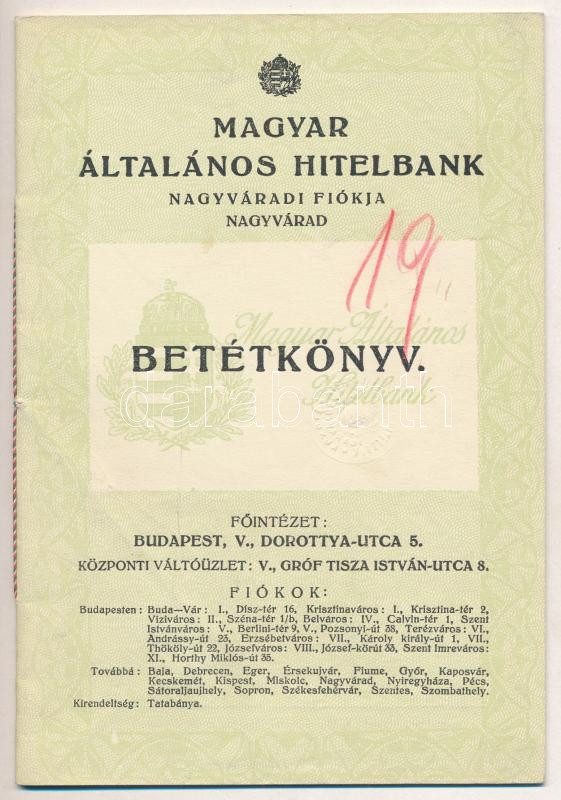 MAGYAR
ÁLTALÁNOS HITELBANK
NAGYVÁRADI FIÓKJA
NAGYVÁRAD
19
Magyar Általános
Hitelbank
BETÉTKÖNYV.
darabanth
FŐINTÉZET:
BUDAPEST, V., DOROTTYA-UTCA 5.
KÖZPONTI VÁLTÓÜZLET: V., GRÓF TISZA ISTVÁN-UTCA 8.
FIÓKOK:
Budapesten: Buda—Vár: I., Dísz-tér 16, Krisztinaváros: I., Krisztina-tér 2,
Viziváros: II., Széna-tér 1/b, Belváros: IV., Calvin-tér 1, Szent
Istvánváros: V., Berlini-tér 9, V., Pozsonyi-út 38, Terézváros: VI.,
Andrássy-út 23, Erzsébetváros: VII., Károly király-út 1, VII.,
Thököly-út 22, Józsefváros: VIII., József-körút 33, Szent Imreváros:
XI., Horthy Miklós-út 35.
Továbbá: Baja, Debrecen, Eger, Érsekujvár, Fiume, Győr, Kaposvár,
Kecskemét, Kispest, Miskolc, Nagyvárad, Nyiregyháza, Pécs,
Sátoraljaujhely, Sopron, Székesfehérvár, Szentes, Szombathely.
Kirendeltség: Tatabánya.